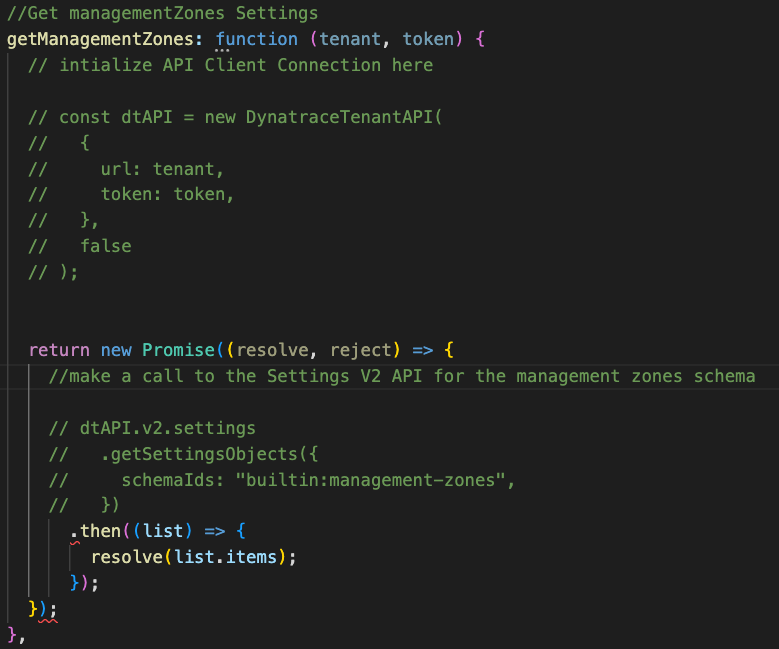 //Get managementZones Settings
getManagementZones: function (tenant, token) {
// intialize API Client Connection here
// const dtAPI = new DynatraceTenantAPI(
//   {
//     url: tenant,
//     token: token,
//   },
//   false
// );
return new Promise((resolve, reject) => {
//make a call to the Settings V2 API for the management zones schema
// dtAPI.v2.settings
//   .getSettingsObjects({
//     schemaIds: "builtin:management-zones",
//   })
.then((list) => {
resolve(list.items);
});
});
},